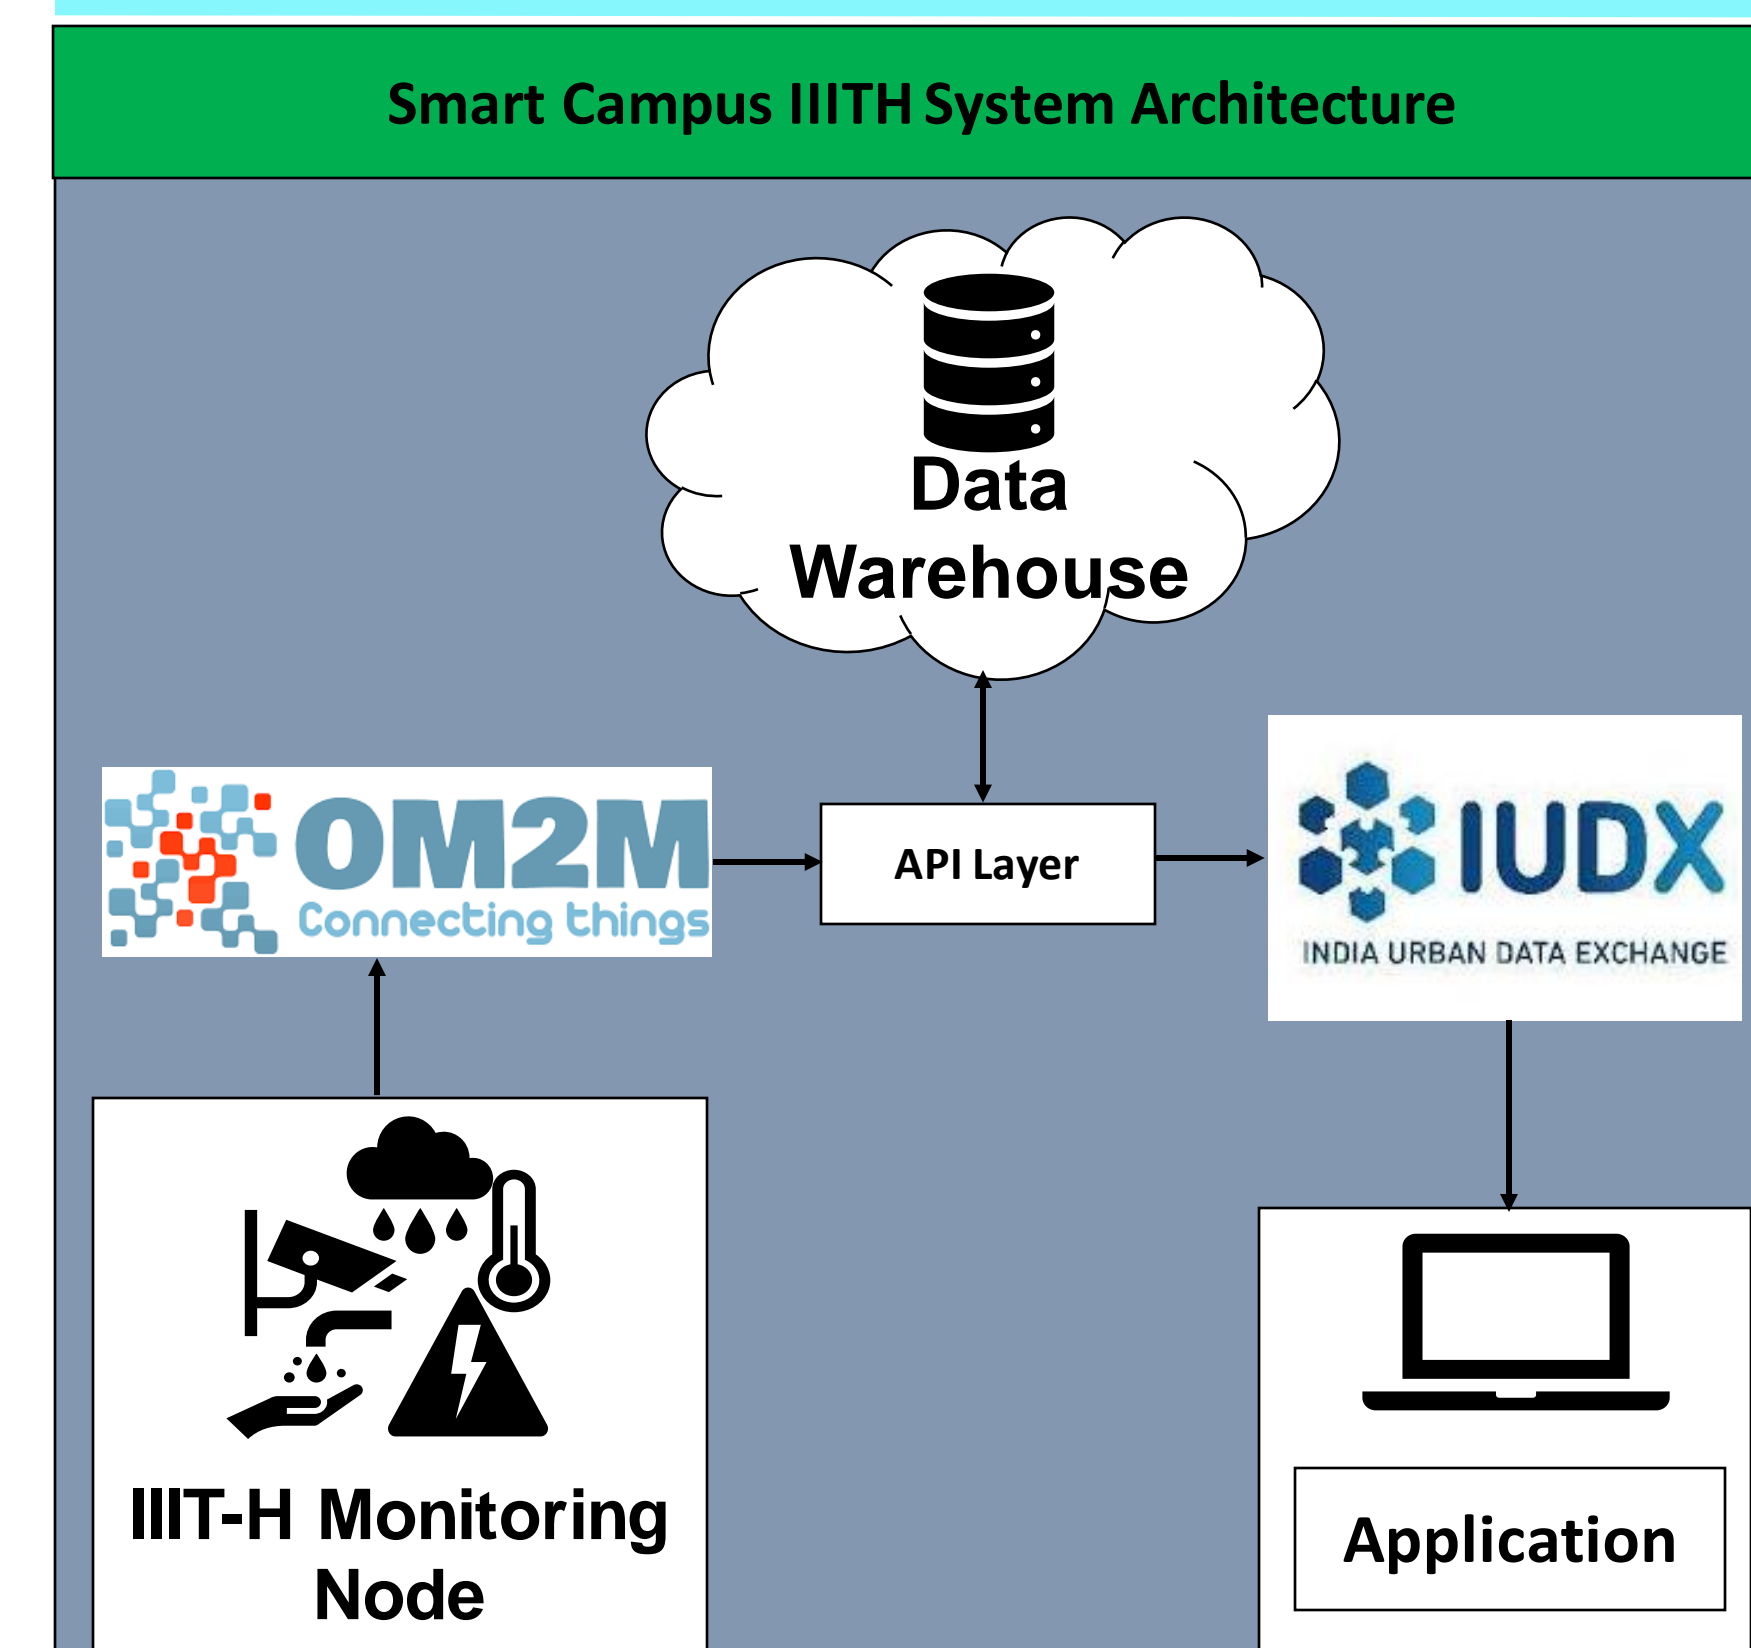 Smart Campus IIITH System Architecture
Data
Warehouse
OM2M
Connecting things
API Layer
IUDX
INDIA URBAN DATA EXCHANGE
IIIT-H Monitoring
Node
Application